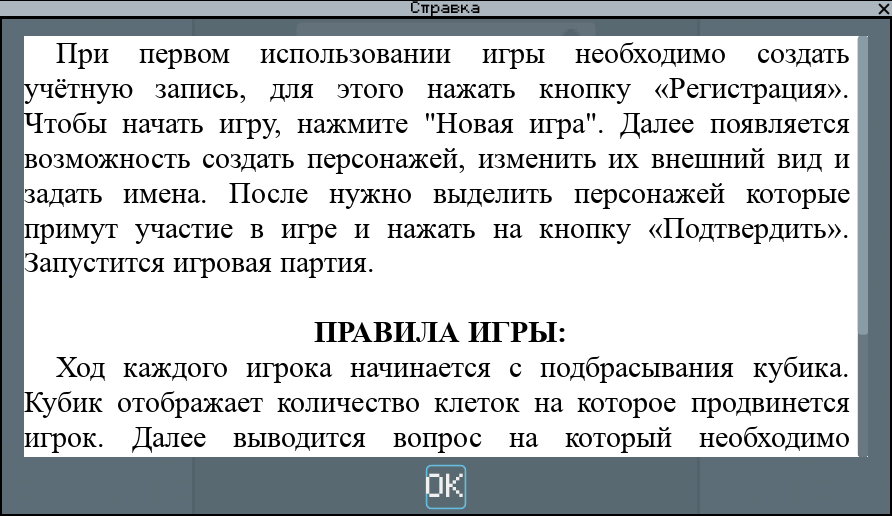 Справка
При первом использовании игры необходимо создать
учётную запись, для этого нажать кнопку «Регистрация».
Чтобы начать игру, нажмите "Новая игра". Далее появляется
возможность создать персонажей, изменить их внешний вид и
задать имена. После нужно выделить персонажей которые
примут участие в игре и нажать на кнопку «Подтвердить».
Запустится игровая партия.
ПРАВИЛА ИГРЫ:
Ход каждого игрока начинается с подбрасывания кубика.
Кубик отображает количество клеток на которое продвинется
игрок. Далее выводится вопрос на который необходимо
OK